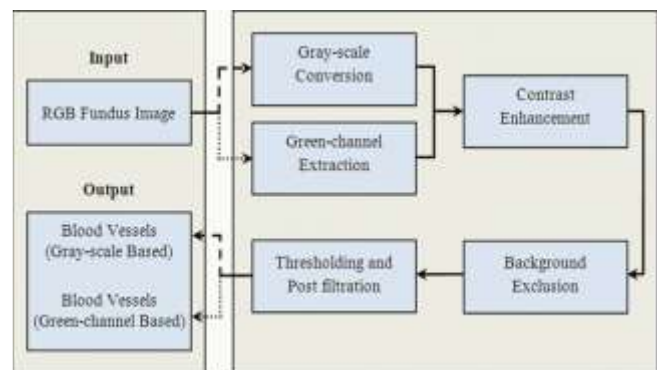 Input
RGB Fundus Image
Gray-scale
Conversion
Green-channel
Extraction
Contrast
Enhancement
Output
Blood Vessels
(Gray-scale Based)
Blood Vessels
(Green-channel Based)
Thresholding and
Post filtration
Background
Exclusion